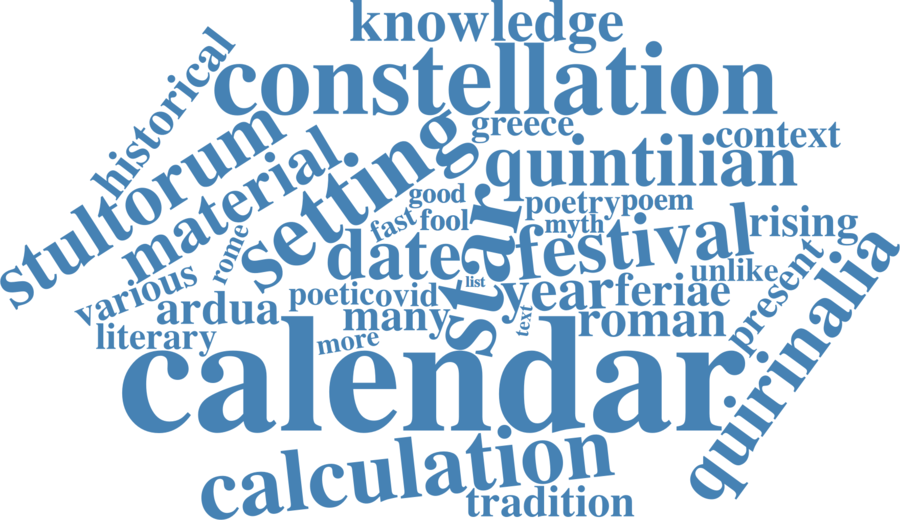 knowledge
historical
constellation
greece
context
stultorum
material
setting
quintilian
good
poetry
poem
fast
fool
myth
rising
star
festival
rome
date
list
unlike
various
ardua
poetic
ovid
year
feriae
present
quirinalia
many
text
roman
literary
more
calendar
calculation
tradition